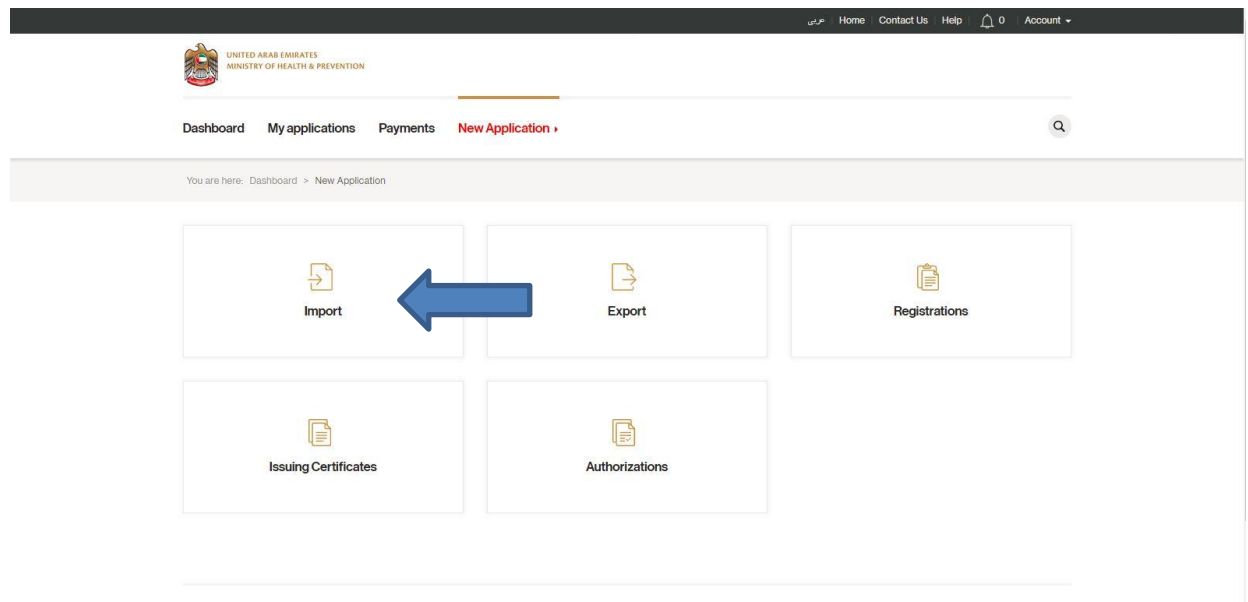 عربي Home Contact Us Help 0 Account
UNITED ARAB EMIRATES
MINISTRY OF HEALTH & PREVENTION
Dashboard My applications Payments New Application
You are here: Dashboard > New Application
Import Export Registrations
Issuing Certificates Authorizations